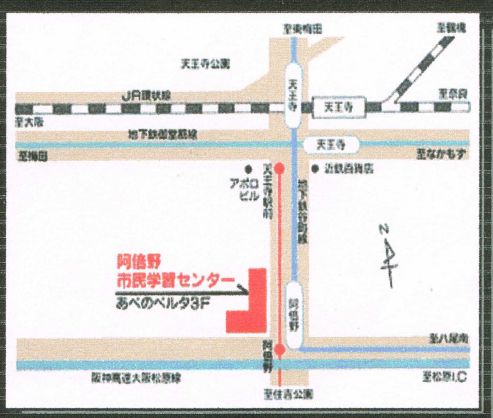 至東梅田
至鶴橋
天王寺公園
天王寺
JR環状線
天王寺
至奈良
至大阪
地下鉄御堂筋線
天王寺
至梅田
至なかもず
アポロ
ビル
天王寺駅前
近鉄百貨店
地下鉄谷町線
N
阿倍野
市民学習センター
あべのベルタ3F
阿倍野
阿倍野
至八尾南
阪神高速大阪松原線
至松原I.C
至住吉公園